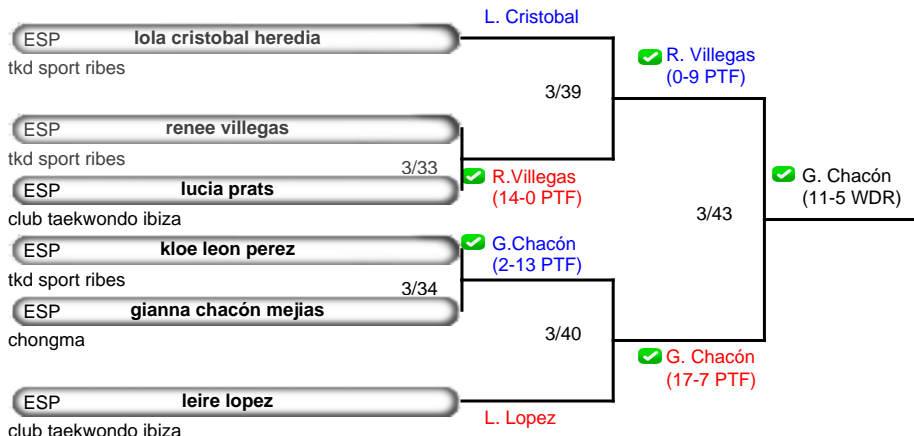 L. Cristobal
ESP lola cristobal heredia
tkd sport ribes
R. Villegas
(0-9 PTF)
3/39
ESP renee villegas
tkd sport ribes
3/33
R.Villegas
(14-0 PTF)
ESP lucia prats
club taekwondo ibiza
G. Chacón
(11-5 WDR)
3/43
ESP kloe leon perez
tkd sport ribes
G.Chacón
(2-13 PTF)
3/34
ESP gianna chacón mejias
chongma
3/40
G. Chacón
(17-7 PTF)
ESP leire lopez
club taekwondo ibiza
L. Lopez